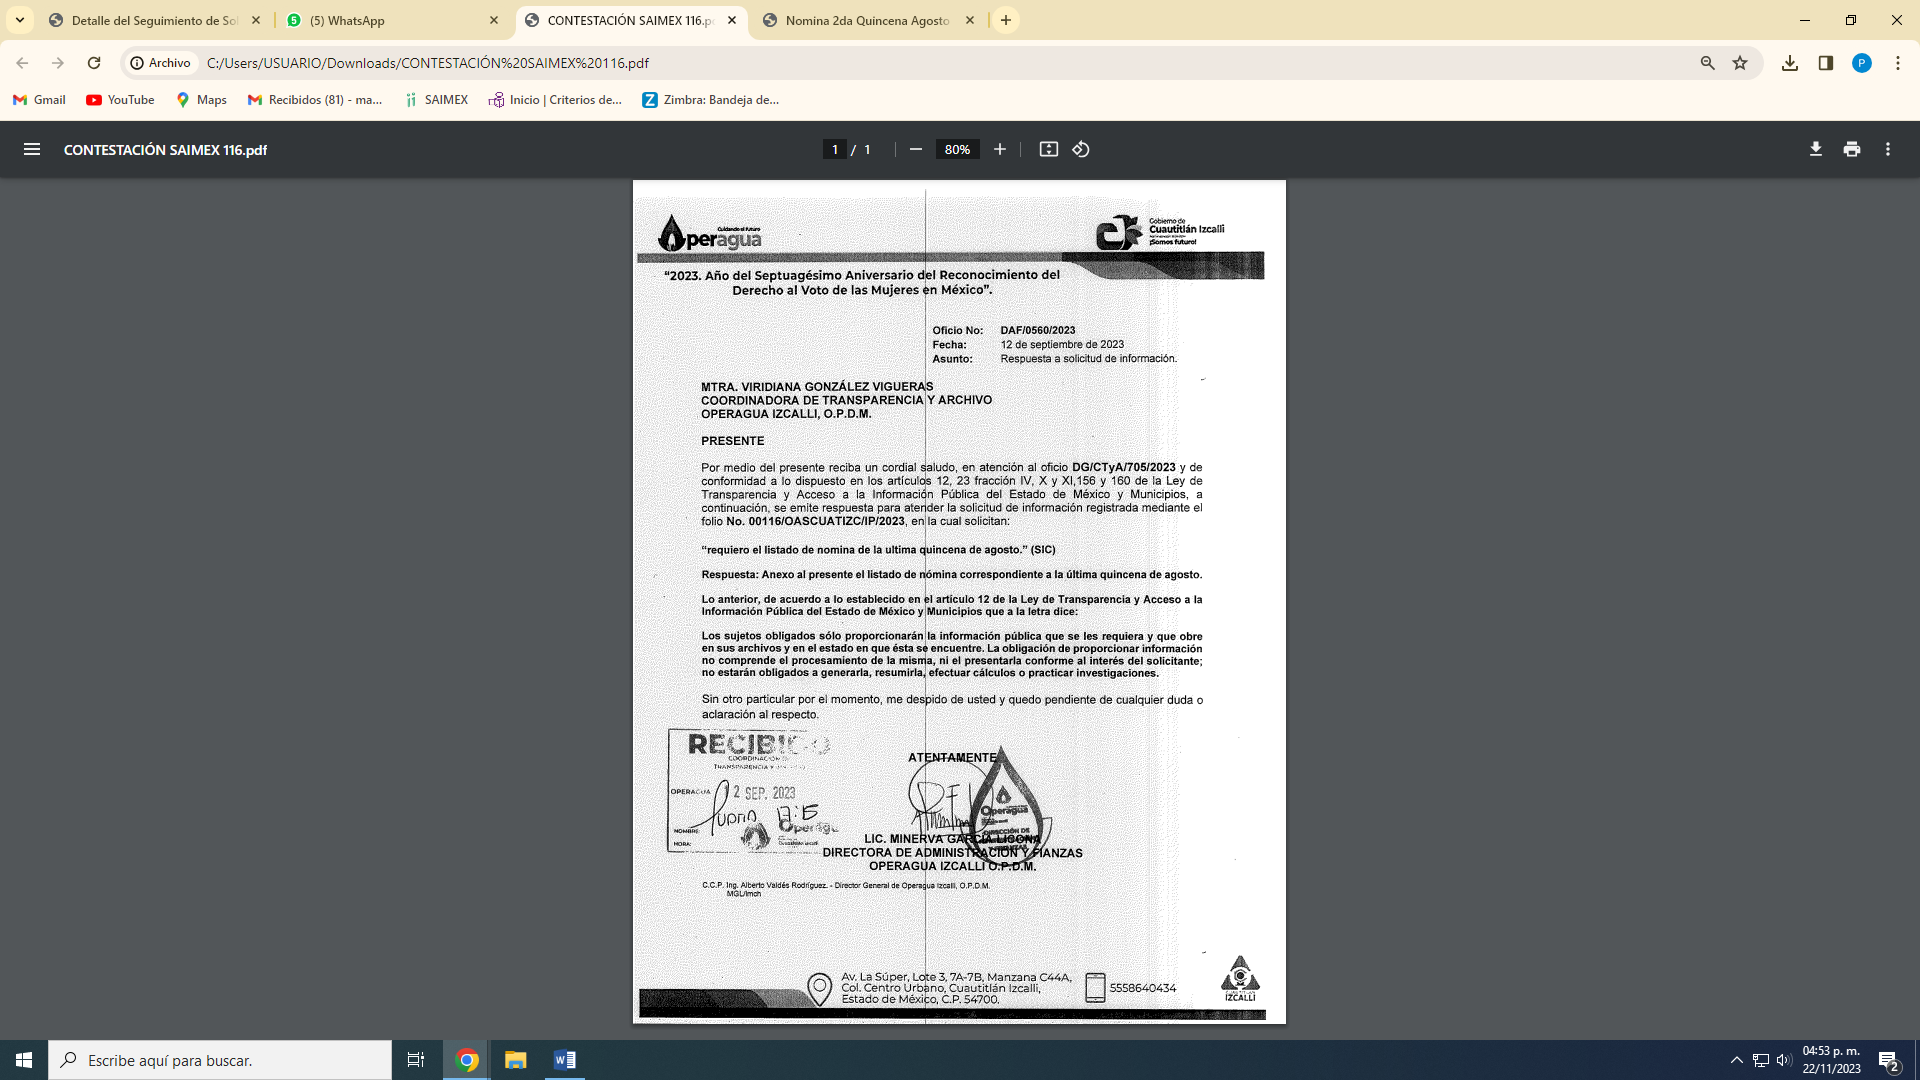 Detalle del Seguimiento de Sol
(5) WhatsApp
CONTESTACIÓN SAIMEX 116.p
Nomina 2da Quincena Agosto
Archivo
C:/Users/USUARIO/Downloads/CONTESTACIÓN%20SAIMEX%20116.pdf
P
Gmail
YouTube
Maps
Recibidos (81) - ma...
SAIMEX
Inicio | Criterios de...
Zimbra: Bandeja de...
CONTESTACIÓN SAIMEX 116.pdf
1 / 1
80%
Cuidando el Futuro
Operagua
Gobierno de
Cuautitlán Izcalli
¡Somos futuro!
“2023. Año del Septuagésimo Aniversario del Reconocimiento del
Derecho al Voto de las Mujeres en México”.
Oficio No: DAF/0560/2023
Fecha: 12 de septiembre de 2023
Asunto: Respuesta a solicitud de información.
MTRA. VIRIDIANA GONZÁLEZ VIGUERAS
COORDINADORA DE TRANSPARENCIA Y ARCHIVO
OPERAGUA IZCALLI, O.P.D.M.
PRESENTE
Por medio del presente reciba un cordial saludo, en atención al oficio DG/CTyA/705/2023 y de
conformidad a lo dispuesto en los artículos 12, 23 fracción IV, X y XI,156 y 160 de la Ley de
Transparencia y Acceso a la Información Pública del Estado de México y Municipios, a
continuación, se emite respuesta para atender la solicitud de información registrada mediante el
folio No. 00116/OASCUATIZC/IP/2023, en la cual solicitan:
“requiero el listado de nomina de la ultima quincena de agosto.” (SIC)
Respuesta: Anexo al presente el listado de nómina correspondiente a la última quincena de agosto.
Lo anterior, de acuerdo a lo establecido en el artículo 12 de la Ley de Transparencia y Acceso a la
Información Pública del Estado de México y Municipios que a la letra dice:
Los sujetos obligados sólo proporcionarán la información pública que se les requiera y que obre
en sus archivos y en el estado en que ésta se encuentre. La obligación de proporcionar información
no comprende el procesamiento de la misma, ni el presentarla conforme al interés del solicitante;
no estarán obligados a generarla, resumirla, efectuar cálculos o practicar investigaciones.
Sin otro particular por el momento, me despido de usted y quedo pendiente de cualquier duda o
aclaración al respecto.
RECIBIDO
COORDINACIÓN DE
TRANSPARENCIA Y
OPERAGUA
12 SEP. 2023
NOMBRE:
HORA:
Operagua
ATENTAMENTE
Operagua
DIRECCIÓN DE
LIC. MINERVA GARCÍA LICONA
DIRECTORA DE ADMINISTRACIÓN Y FIANZAS
OPERAGUA IZCALLI O.P.D.M.
C.C.P. Ing. Alberto Valdés Rodríguez. - Director General de Operagua Izcalli, O.P.D.M.
MGL/lmch
Av. La Súper, Lote 3, 7A-7B, Manzana C44A,
Col. Centro Urbano, Cuautitlán Izcalli,
Estado de México, C.P. 54700.
5558640434
IZCALLI
Escribe aquí para buscar.
04:53 p. m.
22/11/2023
2